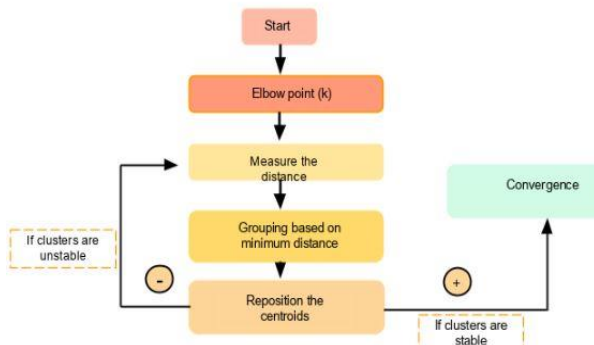 Start
Elbow point (k)
Measure the
distance
Convergence
Grouping based on
minimum distance
If clusters are
unstable
-
+
Reposition the
centroids
If clusters are
stable